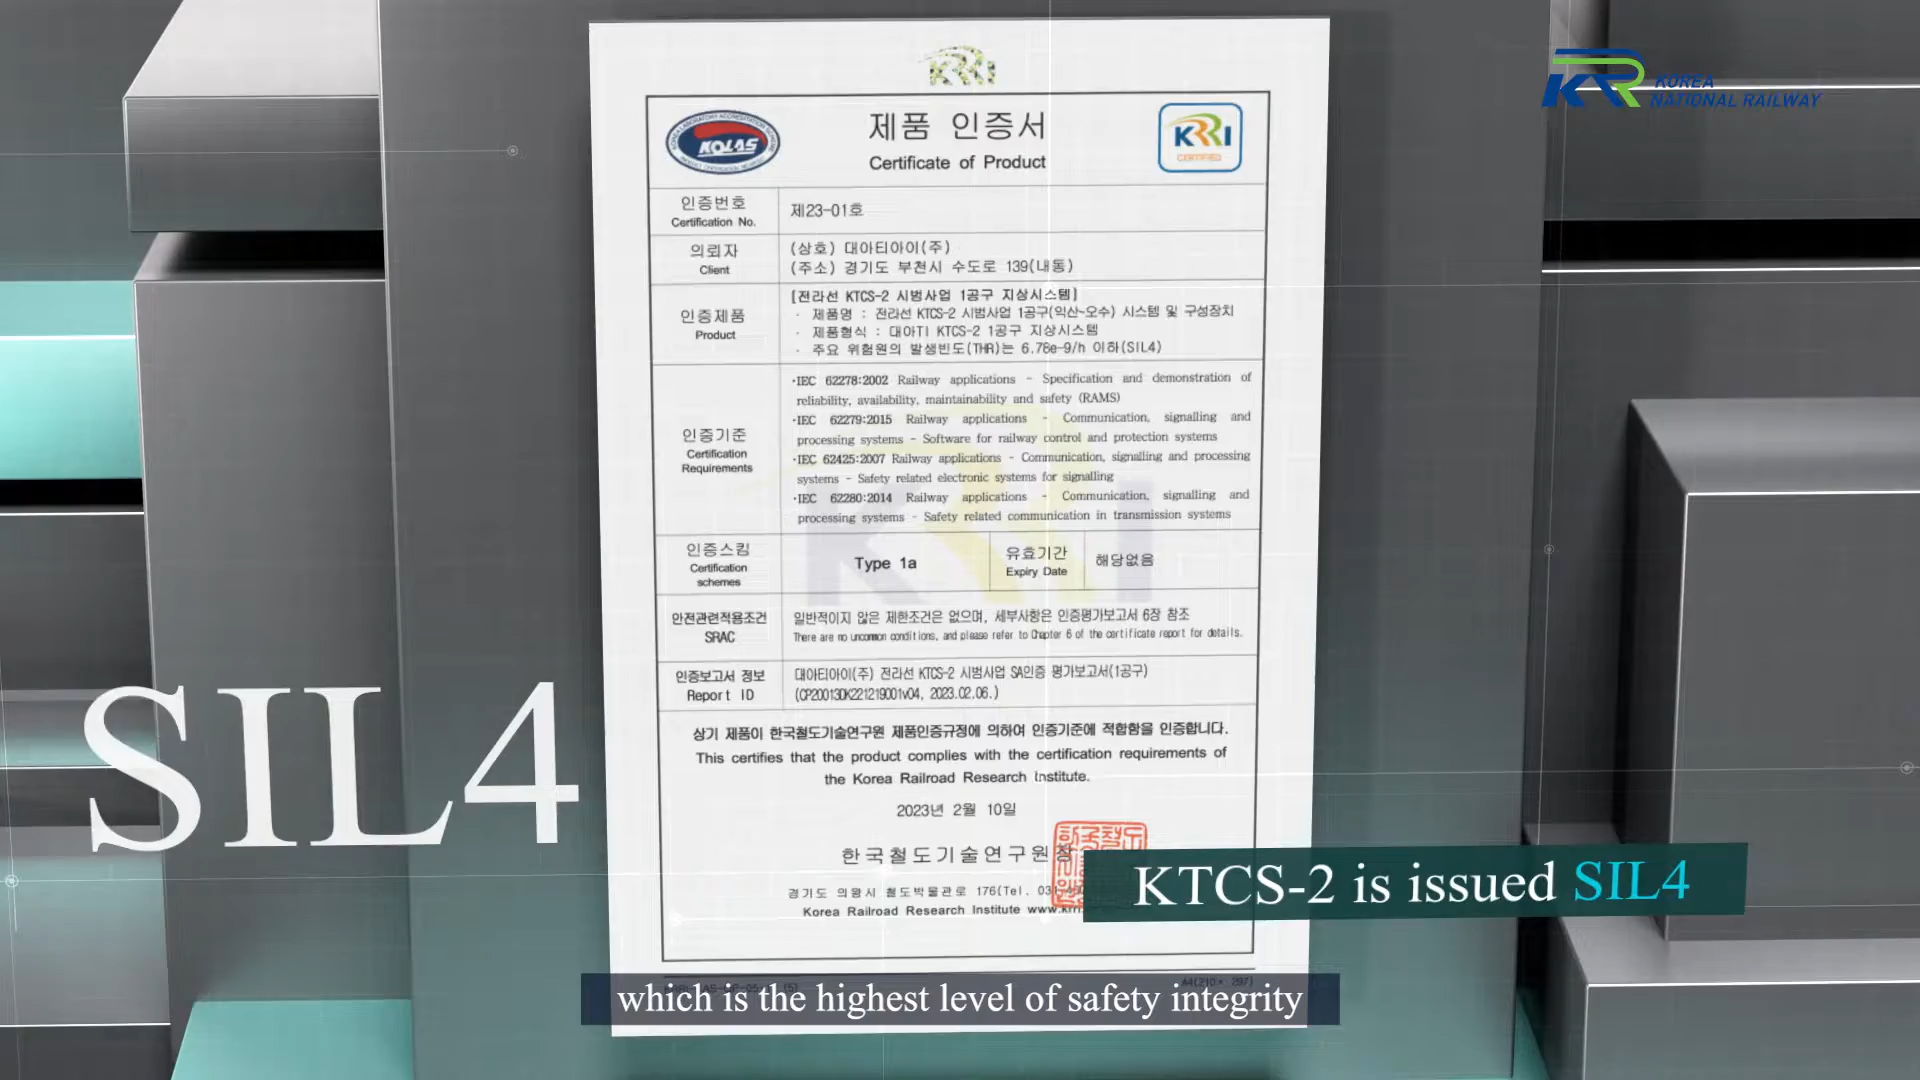 KRRI
KR KOREA
NATIONAL RAILWAY
KOLAS
제품 인증서
Certificate of Product
KRRI
CERTIFIED
인증번호
Certification No.
제23-01호
의뢰자
Client
(상호) 대아티아이(주)
(주소) 경기도 부천시 수도로 139(내동)
인증제품
Product
[전라선 KTCS-2 시범사업 1공구 지상시스템]
· 제품명 : 전라선 KTCS-2 시범사업 1공구(익산~오수) 시스템 및 구성장치
· 제품형식 : 대아TI KTCS-2 1공구 지상시스템
· 주요 위험원의 발생빈도(THR)는 6.76e-9/h 이하(SIL4)
인증기준
Certification
Requirements
·IEC 62278:2002 Railway applications - Specification and demonstration of
reliability, availability, maintainability and safety (RAMS)
·IEC 62279:2015 Railway applications - Communication, signalling and
processing systems - Software for railway control and protection systems
·IEC 62425:2007 Railway applications - Communication, signalling and processing
systems - Safety related electronic systems for signalling
·IEC 62280:2014 Railway applications - Communication, signalling and
processing systems - Safety related communication in transmission systems
인증스킴
Certification
schemes
Type 1a
유효기간
Expiry Date
해당없음
안전관련적용조건
SRAC
일반적이지 않은 제한조건은 없으며, 세부사항은 인증평가보고서 6장 참조
There are no uncommon conditions, and please refer to Chapter 6 of the certificate report for details.
인증보고서 정보
Report ID
대아티아이(주) 전라선 KTCS-2 시범사업 SA인증 평가보고서(1공구)
(CP20013DK221219001v04, 2023.02.06.)
상기 제품이 한국철도기술연구원 제품인증규정에 의하여 인증기준에 적합함을 인증합니다.
This certifies that the product complies with the certification requirements of
the Korea Railroad Research Institute.
2023년 2월 10일
한국철도기술연구원장
경기도 의왕시 철도박물관로 176(Tel. 031
Korea Railroad Research Institute www.krri
SIL4
KTCS-2 is issued SIL4
A4(210× 297)
which is the highest level of safety integrity